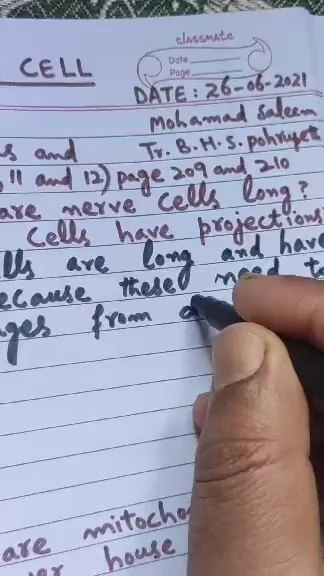 CELL
classmate
Date
Page
DATE : 26-06-2021
Mohamad Saleem
and Tr. B. H. S. pohrupeth
11 and 12) page 209 and 210
are nerve cells long?
Cells have projections
lls are long and have
ecause these need to
ges from a
are mitocho
er house